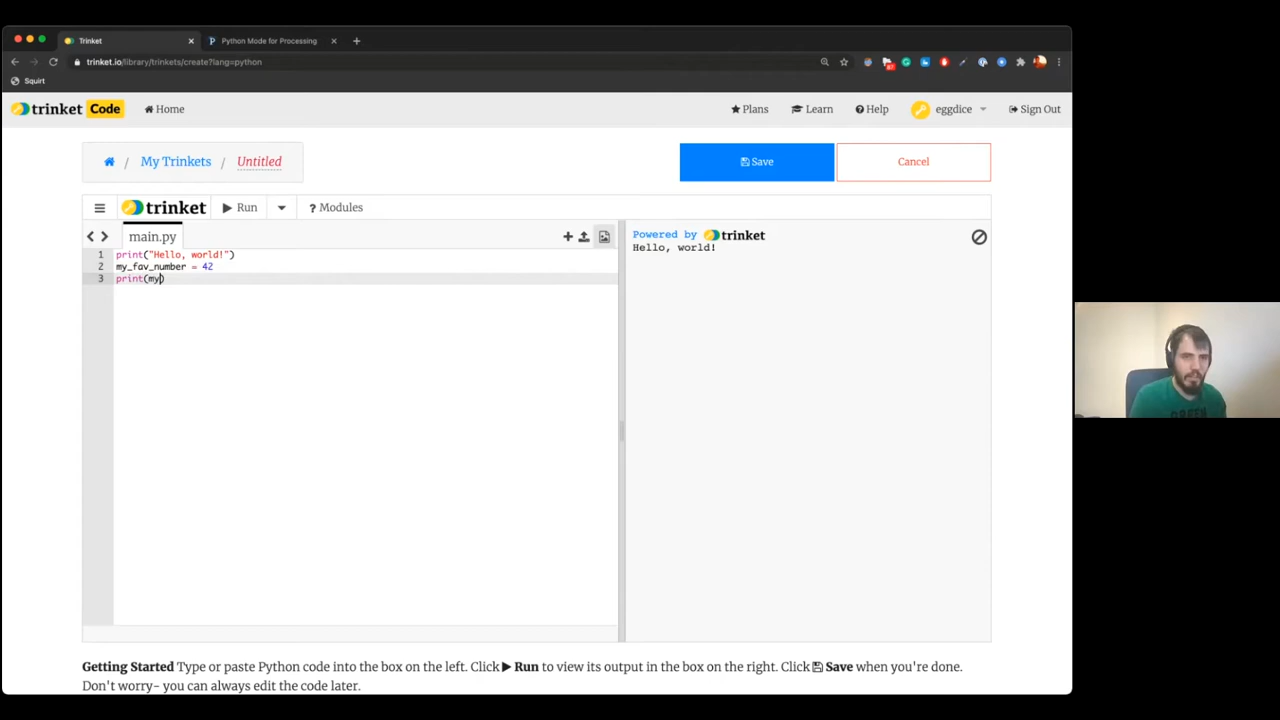 Trinket
Python Mode for Processing
trinket.io/library/trinkets/create?lang=python
Squirt
trinket Code Home Plans Learn Help eggdice Sign Out
/ My Trinkets / Untitled Save Cancel
trinket Run ? Modules
main.py
Powered by trinket
Hello, world!
1 print("Hello, world!")
2 my_fav_number = 42
3 print(my)
GREEN
Getting Started Type or paste Python code into the box on the left. Click Run to view its output in the box on the right. Click Save when you're done.
Don't worry- you can always edit the code later.